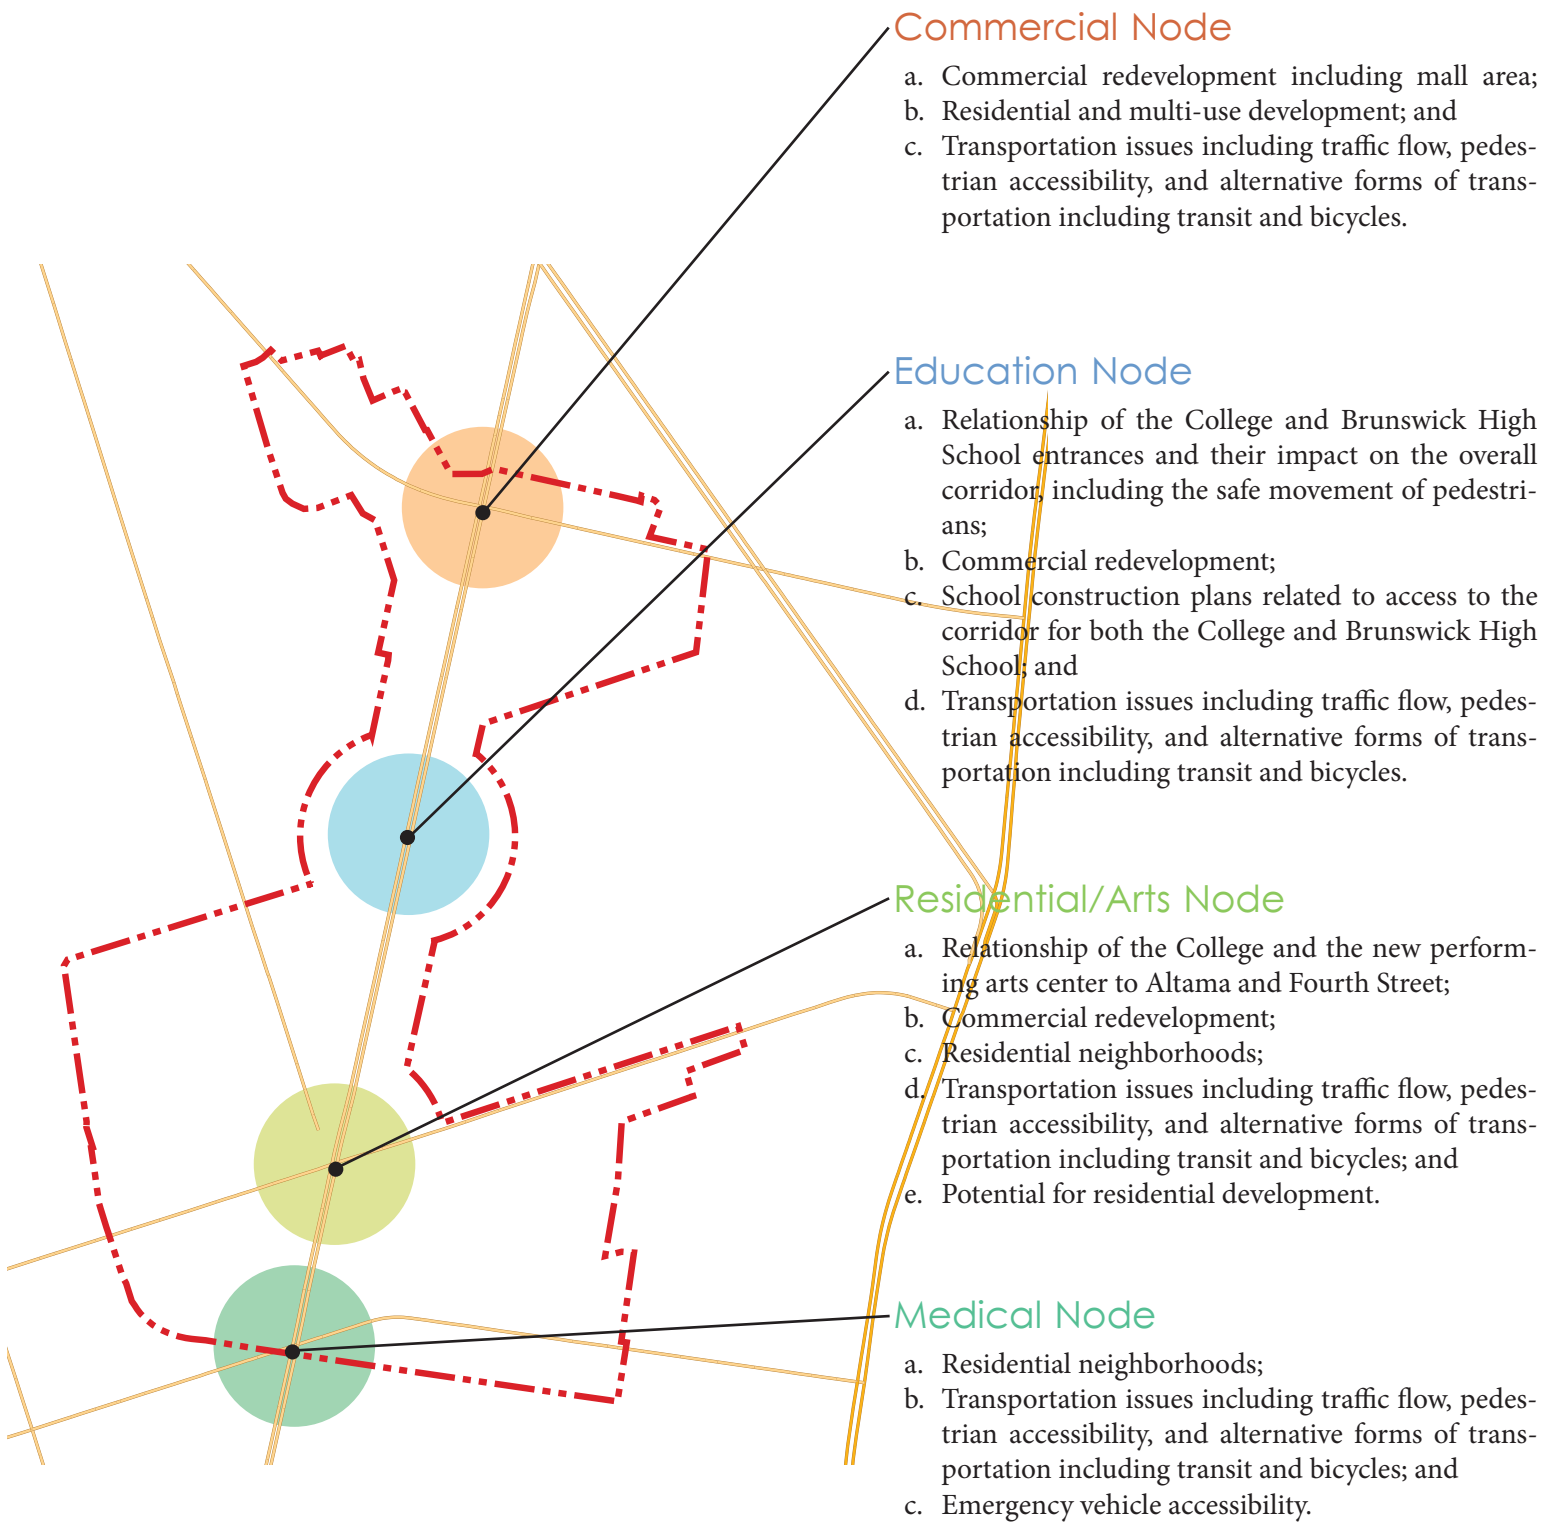 Commercial Node
a. Commercial redevelopment including mall area;
b. Residential and multi-use development; and
c. Transportation issues including traffic flow, pedes-
trian accessibility, and alternative forms of trans-
portation including transit and bicycles.
Education Node
a. Relationship of the College and Brunswick High
School entrances and their impact on the overall
corridor, including the safe movement of pedestri-
ans;
b. Commercial redevelopment;
c. School construction plans related to access to the
corridor for both the College and Brunswick High
School; and
d. Transportation issues including traffic flow, pedes-
trian accessibility, and alternative forms of trans-
portation including transit and bicycles.
Residential/Arts Node
a. Relationship of the College and the new perform-
ing arts center to Altama and Fourth Street;
b. Commercial redevelopment;
c. Residential neighborhoods;
d. Transportation issues including traffic flow, pedes-
trian accessibility, and alternative forms of trans-
portation including transit and bicycles; and
e. Potential for residential development.
Medical Node
a. Residential neighborhoods;
b. Transportation issues including traffic flow, pedes-
trian accessibility, and alternative forms of trans-
portation including transit and bicycles; and
c. Emergency vehicle accessibility.